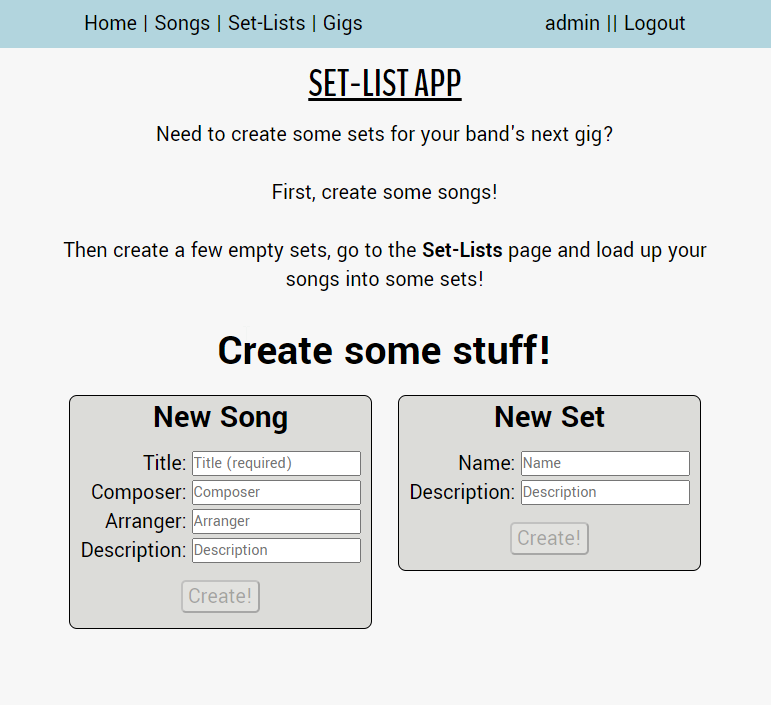 Home | Songs | Set-Lists | Gigs
admin || Logout
SET-LIST APP
Need to create some sets for your band's next gig?
First, create some songs!
Then create a few empty sets, go to the Set-Lists page and load up your
songs into some sets!
Create some stuff!
New Song
Title: Title (required)
Composer: Composer
Arranger: Arranger
Description: Description
Create!
New Set
Name: Name
Description: Description
Create!